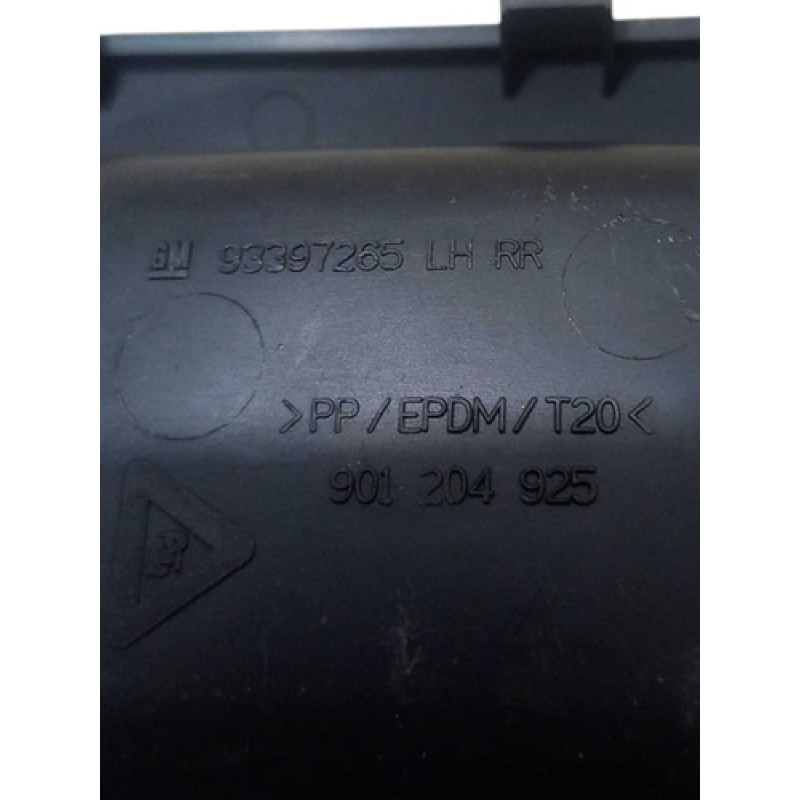 GM 93397265 LH RR
>PP/EPDM/T20<
901 204 925